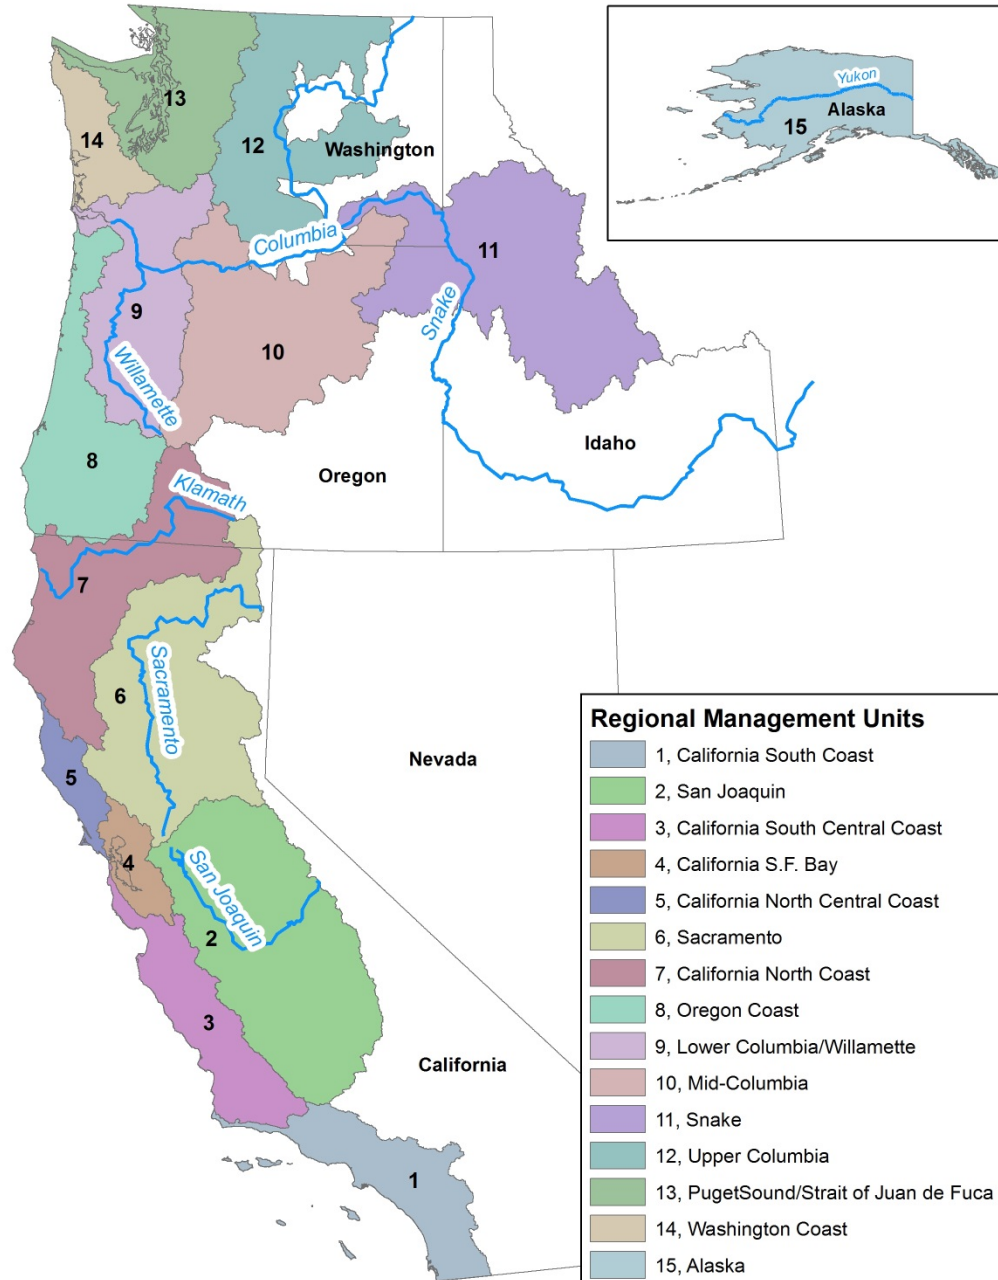 13
14
12
Washington
Columbia
11
Snake
9
10
Willamette
8
Oregon
Idaho
Klamath
7
Sacramento
6
Nevada
5
4
San Joaquin
2
3
California
1
Yukon
Alaska
15
Regional Management Units
1, California South Coast
2, San Joaquin
3, California South Central Coast
4, California S.F. Bay
5, California North Central Coast
6, Sacramento
7, California North Coast
8, Oregon Coast
9, Lower Columbia/Willamette
10, Mid-Columbia
11, Snake
12, Upper Columbia
13, PugetSound/Strait of Juan de Fuca
14, Washington Coast
15, Alaska